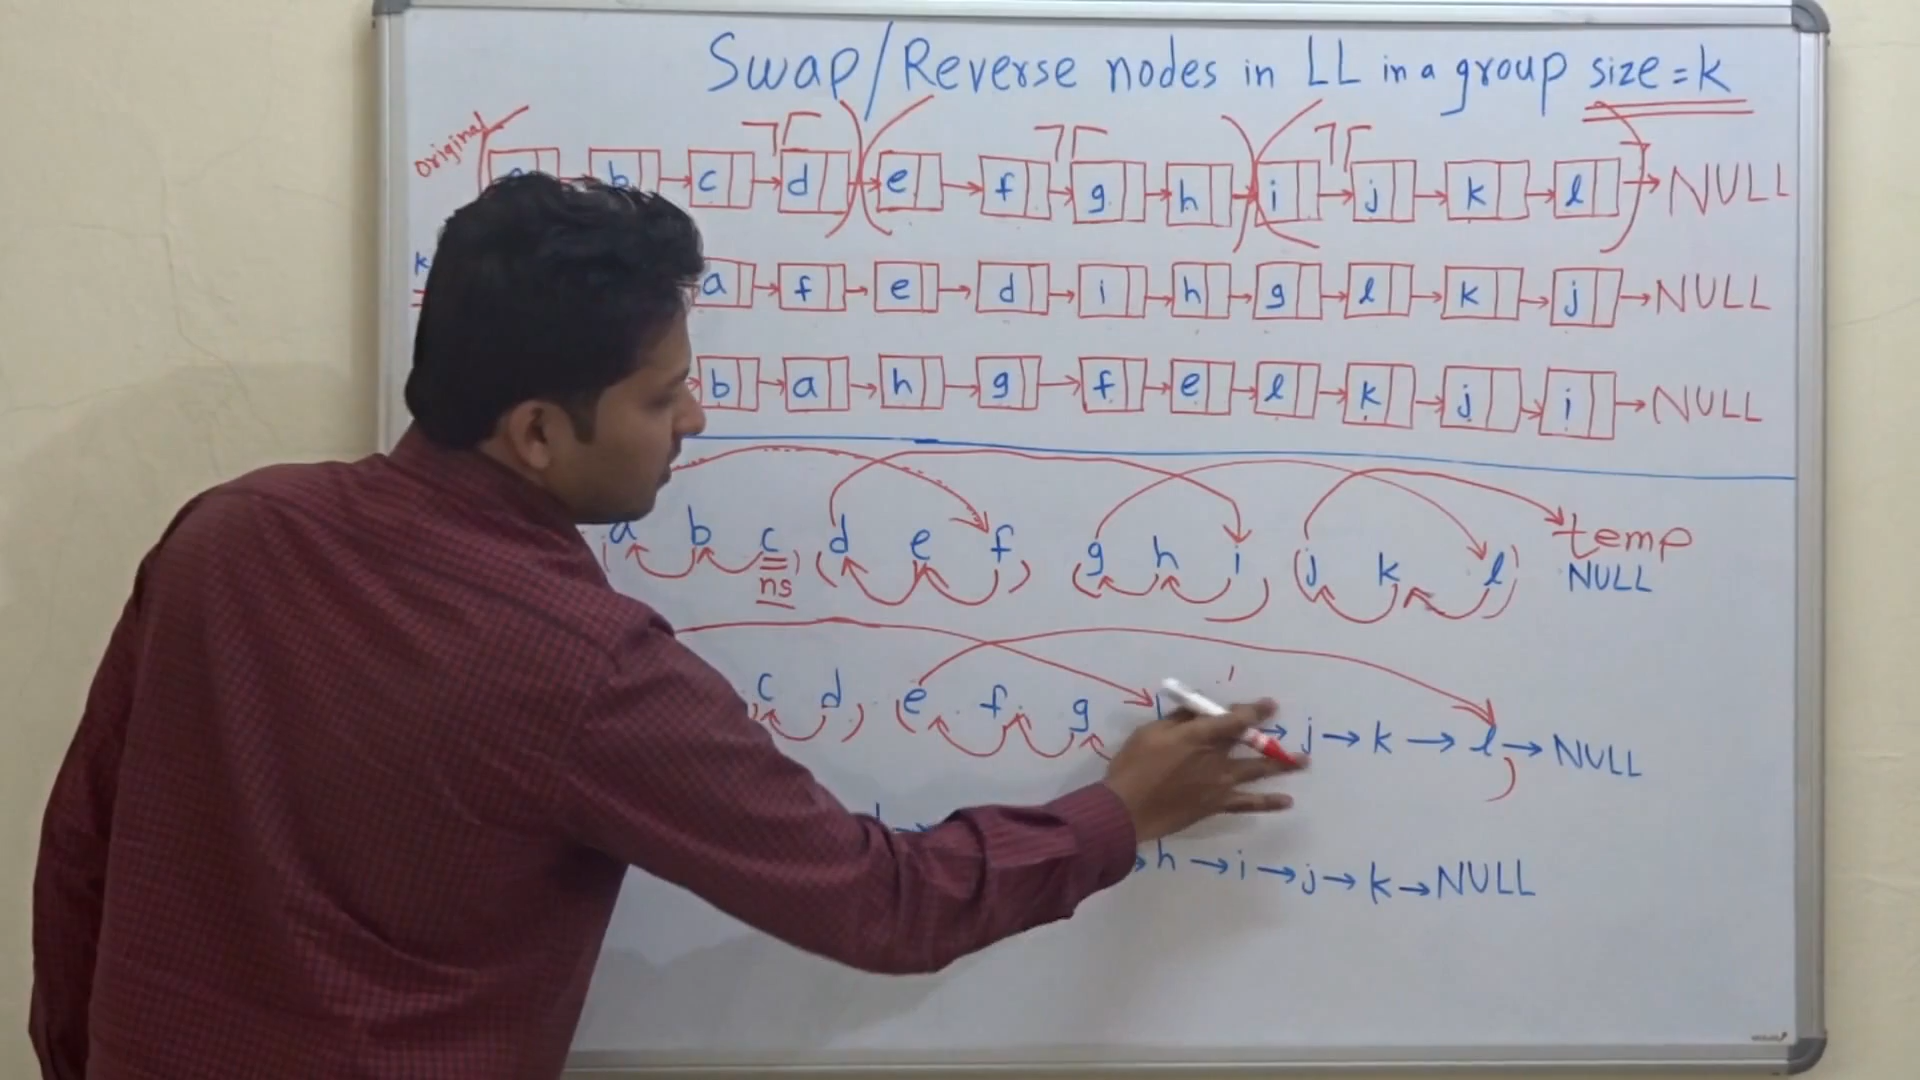 Swap/Reverse nodes in LL in a group size = k
original
b → c → d → e → f → g → h → i → j → k → l → NULL
k
a → f → e → d → i → h → g → l → k → j → NULL
b → a → h → g → f → e → l → k → j → i → NULL
a b c ) ( d e f ) ( g h i ) ( j k l ) temp
ns NULL
c d ) ( e f g → j → k → l → NULL
h → i → j → k → NULL